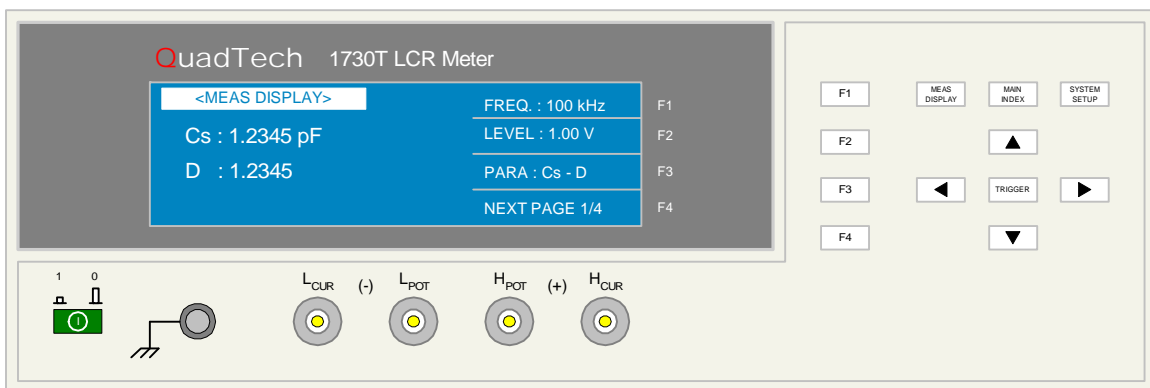 QuadTech 1730T LCR Meter
<MEAS DISPLAY>
Cs : 1.2345 pF
D : 1.2345
FREQ. : 100 kHz F1
LEVEL : 1.00 V F2
PARA : Cs - D F3
NEXT PAGE 1/4 F4
F1
F2
F3
F4
MEAS
DISPLAY
MAIN
INDEX
SYSTEM
SETUP
TRIGGER
1 0
LCUR (-) LPOT HPOT (+) HCUR